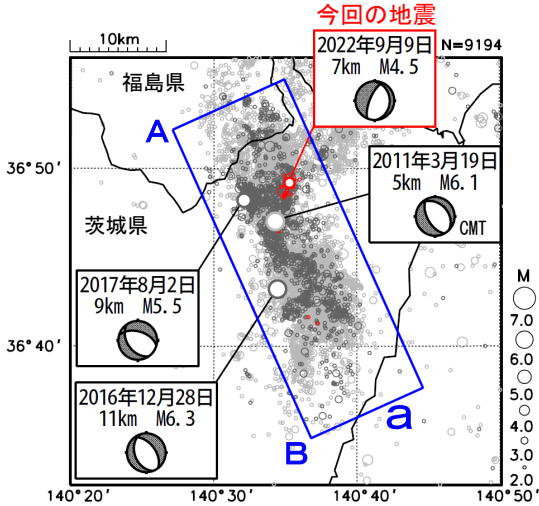 今回の地震
10km
2022年9月9日
7km M4.5
N=9194
福島県
A
36°50′
2011年3月19日
5km M6.1
CMT
茨城県
2017年8月2日
9km M5.5
M
7.0
6.0
5.0
4.0
3.0
2.0
36°40′
2016年12月28日
11km M6.3
a
B
140°20′
140°30′
140°40′
140°50′